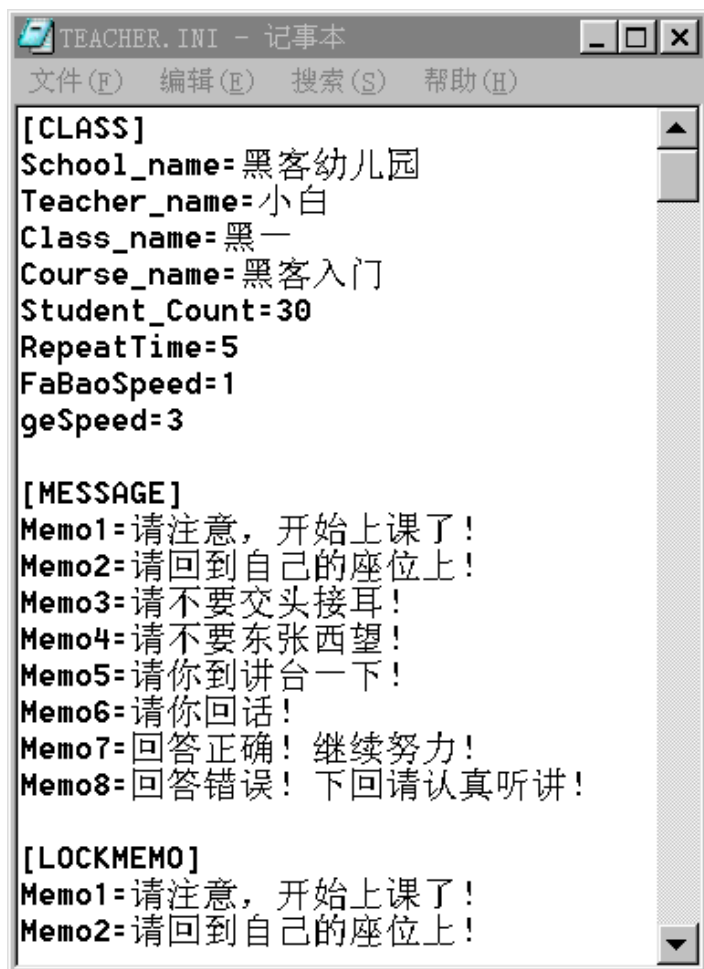 TEACHER.INI - 记事本
文件(F) 编辑(E) 搜索(S) 帮助(H)
[CLASS]
School_name=黑客幼儿园
Teacher_name=小白
Class_name=黑一
Course_name=黑客入门
Student_Count=30
RepeatTime=5
FaBaoSpeed=1
geSpeed=3
[MESSAGE]
Memo1=请注意，开始上课了！
Memo2=请回到自己的座位上！
Memo3=请不要交头接耳！
Memo4=请不要东张西望！
Memo5=请你到讲台一下！
Memo6=请你回话！
Memo7=回答正确！继续努力！
Memo8=回答错误！下回请认真听讲！
[LOCKMEMO]
Memo1=请注意，开始上课了！
Memo2=请回到自己的座位上！